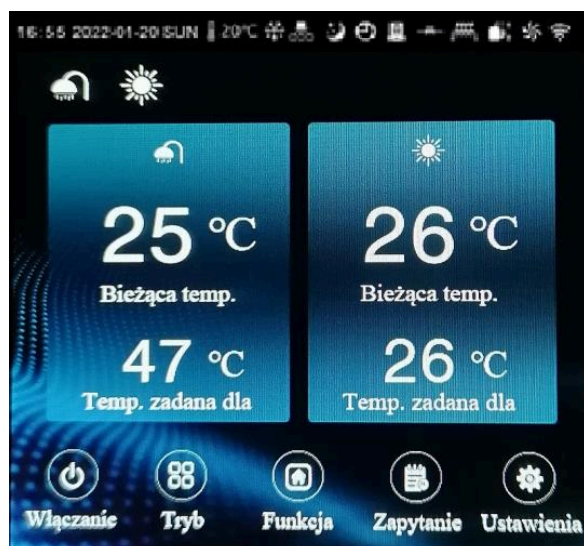 16:55 2022-01-20 SUN 20°C
25 °C
Bieżąca temp.
47 °C
Temp. zadana dla
26 °C
Bieżąca temp.
26 °C
Temp. zadana dla
Włączanie Tryb Funkcja Zapytanie Ustawienia